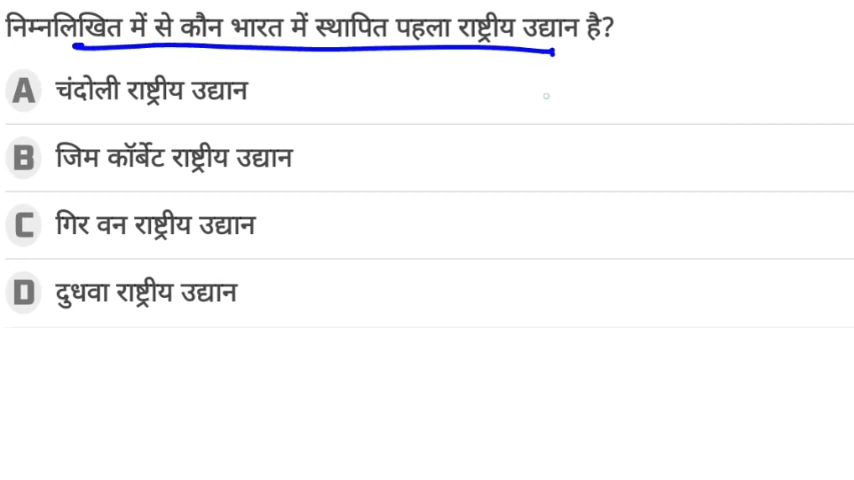 निम्नलिखित में से कौन भारत में स्थापित पहला राष्ट्रीय उद्यान है?
A चंदोली राष्ट्रीय उद्यान
B जिम कॉर्बेट राष्ट्रीय उद्यान
C गिर वन राष्ट्रीय उद्यान
D दुधवा राष्ट्रीय उद्यान